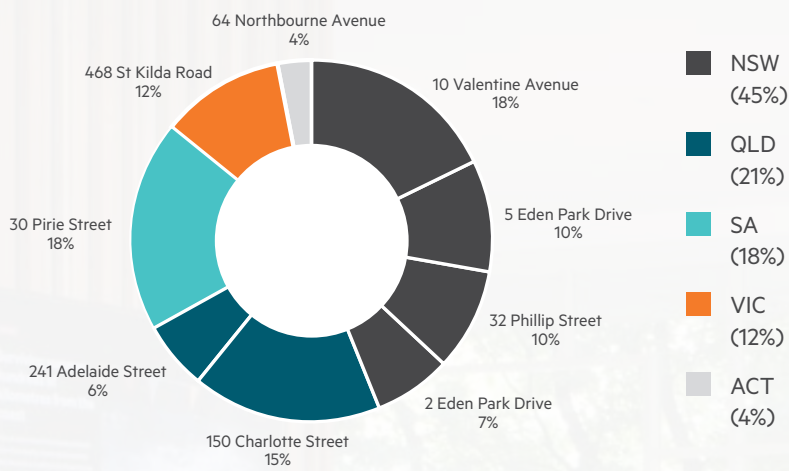 64 Northbourne Avenue
4%
468 St Kilda Road
12%
10 Valentine Avenue
18%
5 Eden Park Drive
10%
30 Pirie Street
18%
32 Phillip Street
10%
241 Adelaide Street
6%
2 Eden Park Drive
7%
150 Charlotte Street
15%
NSW
(45%)
QLD
(21%)
SA
(18%)
VIC
(12%)
ACT
(4%)